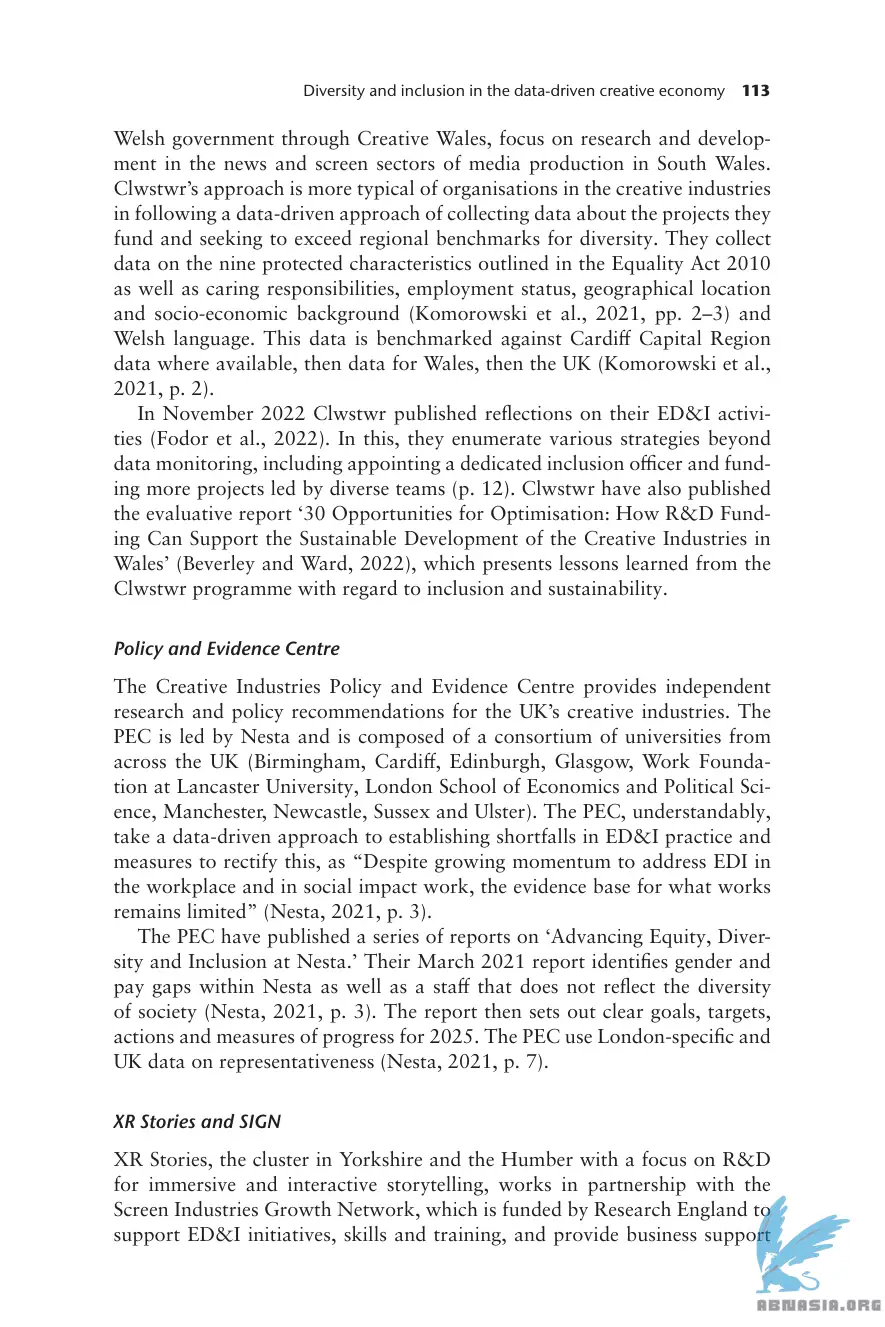 Diversity and inclusion in the data-driven creative economy 113
Welsh government through Creative Wales, focus on research and develop-
ment in the news and screen sectors of media production in South Wales.
Clwstwr’s approach is more typical of organisations in the creative industries
in following a data-driven approach of collecting data about the projects they
fund and seeking to exceed regional benchmarks for diversity. They collect
data on the nine protected characteristics outlined in the Equality Act 2010
as well as caring responsibilities, employment status, geographical location
and socio-economic background (Komorowski et al., 2021, pp. 2–3) and
Welsh language. This data is benchmarked against Cardiff Capital Region
data where available, then data for Wales, then the UK (Komorowski et al.,
2021, p. 2).
In November 2022 Clwstwr published reflections on their ED&I activi-
ties (Fodor et al., 2022). In this, they enumerate various strategies beyond
data monitoring, including appointing a dedicated inclusion officer and fund-
ing more projects led by diverse teams (p. 12). Clwstwr have also published
the evaluative report ‘30 Opportunities for Optimisation: How R&D Fund-
ing Can Support the Sustainable Development of the Creative Industries in
Wales’ (Beverley and Ward, 2022), which presents lessons learned from the
Clwstwr programme with regard to inclusion and sustainability.
Policy and Evidence Centre
The Creative Industries Policy and Evidence Centre provides independent
research and policy recommendations for the UK’s creative industries. The
PEC is led by Nesta and is composed of a consortium of universities from
across the UK (Birmingham, Cardiff, Edinburgh, Glasgow, Work Founda-
tion at Lancaster University, London School of Economics and Political Sci-
ence, Manchester, Newcastle, Sussex and Ulster). The PEC, understandably,
take a data-driven approach to establishing shortfalls in ED&I practice and
measures to rectify this, as “Despite growing momentum to address EDI in
the workplace and in social impact work, the evidence base for what works
remains limited” (Nesta, 2021, p. 3).
The PEC have published a series of reports on ‘Advancing Equity, Diver-
sity and Inclusion at Nesta.’ Their March 2021 report identifies gender and
pay gaps within Nesta as well as a staff that does not reflect the diversity
of society (Nesta, 2021, p. 3). The report then sets out clear goals, targets,
actions and measures of progress for 2025. The PEC use London-specific and
UK data on representativeness (Nesta, 2021, p. 7).
XR Stories and SIGN
XR Stories, the cluster in Yorkshire and the Humber with a focus on R&D
for immersive and interactive storytelling, works in partnership with the
Screen Industries Growth Network, which is funded by Research England to
support ED&I initiatives, skills and training, and provide business support
ABNASIA.ORG